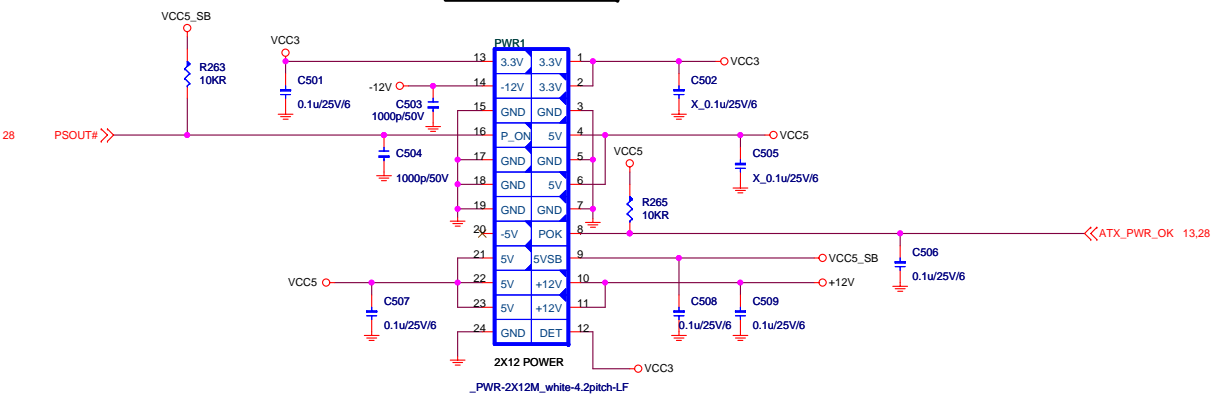 VCC5_SB
VCC3
PWR1
R263
10KR
C501
0.1u/25V/6
13 3.3V 3.3V 1
VCC3
C502
X_0.1u/25V/6
-12V
14 -12V 3.3V 2
C503
1000p/50V
15 GND GND 3
28 PSOUT#
16 P_ON 5V 4
VCC5
C504
1000p/50V
17 GND GND 5
VCC5
C505
X_0.1u/25V/6
18 GND 5V 6
19 GND GND 7
R265
10KR
20 -5V POK 8
ATX_PWR_OK 13,28
C506
0.1u/25V/6
21 5V 5VSB 9
VCC5_SB
VCC5
22 5V +12V 10
+12V
C507
0.1u/25V/6
23 5V +12V 11
C508
0.1u/25V/6
C509
0.1u/25V/6
24 GND DET 12
2X12 POWER
VCC3
_PWR-2X12M_white-4.2pitch-LF